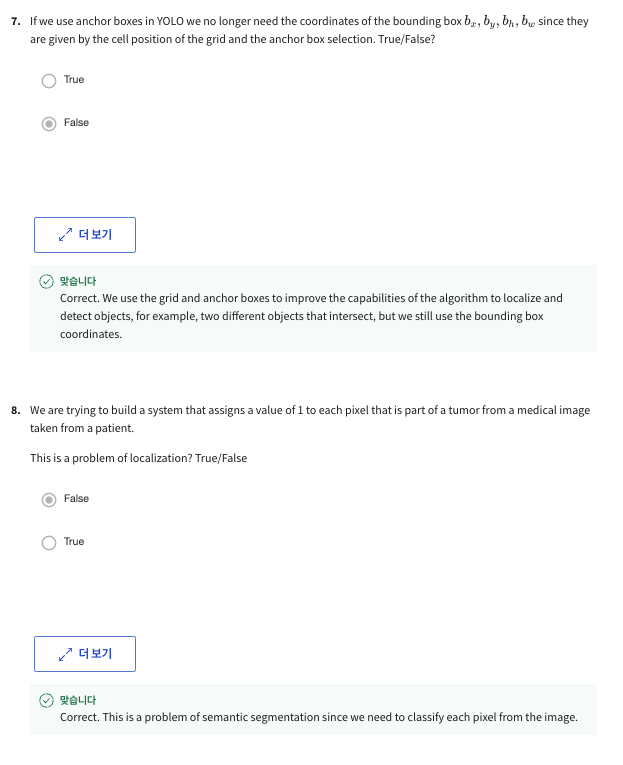 7. If we use anchor boxes in YOLO we no longer need the coordinates of the bounding box bx, by, bh, bw since they
are given by the cell position of the grid and the anchor box selection. True/False?
True
False
더 보기
맞습니다
Correct. We use the grid and anchor boxes to improve the capabilities of the algorithm to localize and
detect objects, for example, two different objects that intersect, but we still use the bounding box
coordinates.
8. We are trying to build a system that assigns a value of 1 to each pixel that is part of a tumor from a medical image
taken from a patient.
This is a problem of localization? True/False
False
True
더 보기
맞습니다
Correct. This is a problem of semantic segmentation since we need to classify each pixel from the image.